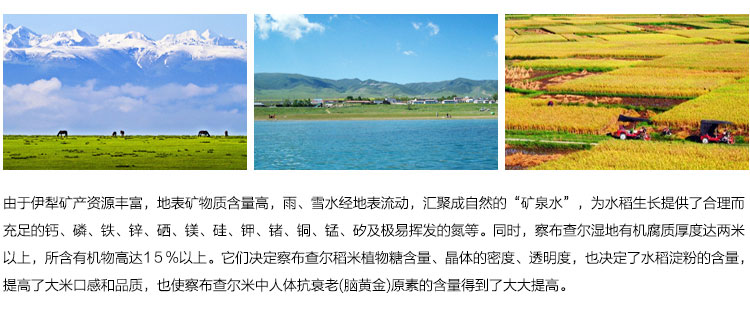 由于伊犁矿产资源丰富，地表矿物质含量高，雨、雪水经地表流动，汇聚成自然的“矿泉水”，为水稻生长提供了合理而
充足的钙、磷、铁、锌、硒、镁、硅、钾、锗、铜、锰、矽及极易挥发的氮等。同时，察布查尔湿地有机腐质厚度达两米
以上，所含有机物高达15%以上。它们决定察布查尔稻米植物糖含量、晶体的密度、透明度，也决定了水稻淀粉的含量，
提高了大米口感和品质，也使察布查尔米中人体抗衰老(脑黄金)原素的含量得到了大大提高。